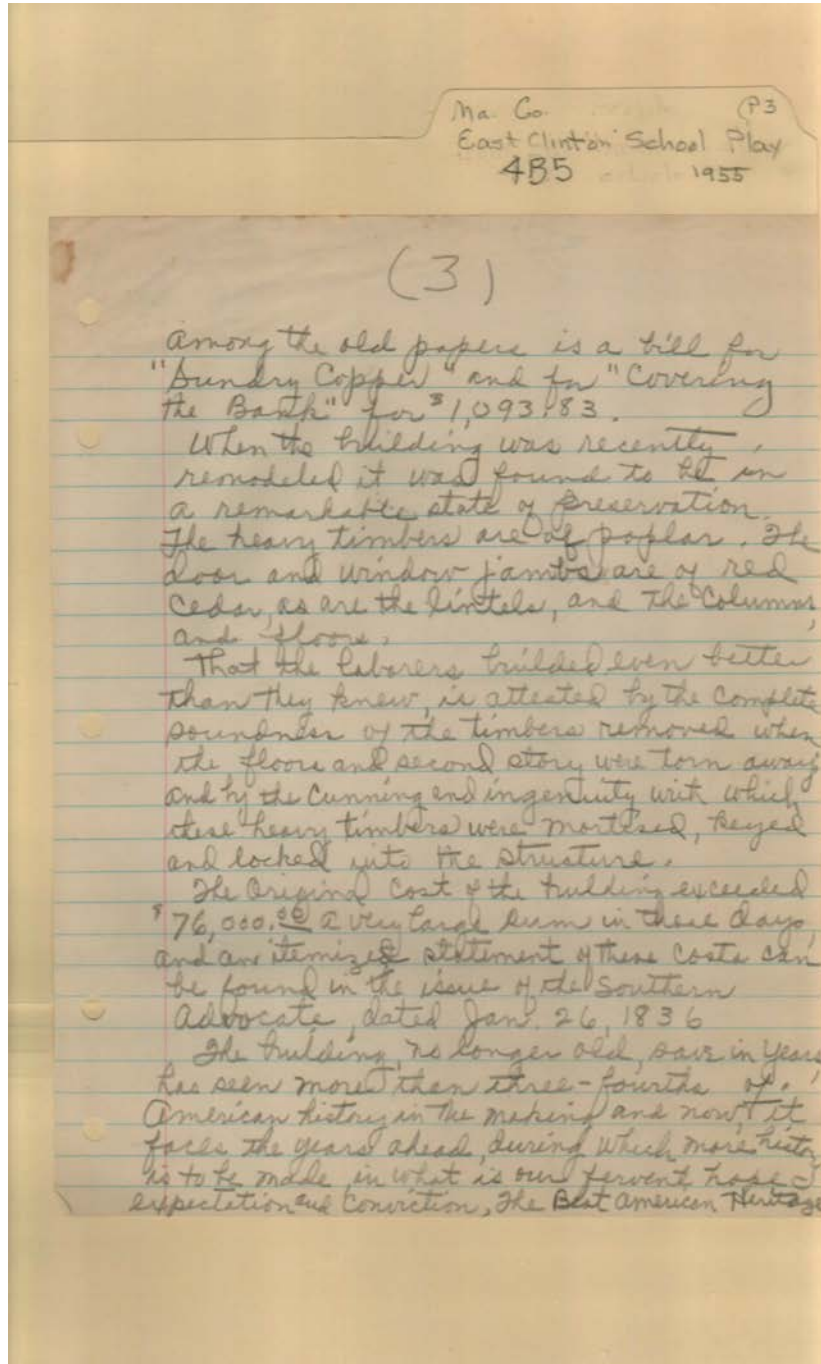 Ma. Co. (P3
East Clinton School Play
4B5 1955
(3)
Among the old papers is a bill for
"Sundry Copper" and for "Covering
the Bank" for $1,093.83.
When the building was recently
remodeled it was found to be in
a remarkable state of preservation.
The heavy timbers are of poplar. The
door and window jambs are of red
Cedar, as are the lintels, and the Columns,
and floors.
That the laborers builded even better
than they knew, is attested by the Complete
soundness of the timbers removed when
the floors and second story were torn away
and by the Cunning and ingenuity with which
these heavy timbers were mortised, keyed
and locked into the structure.
The Original Cost of the building exceeded
$76,000.00 a very large sum in those days,
and an itemized statement of these Costs can
be found in the issue of the Southern
Advocate, dated Jan. 26, 1836
The building, no longer old, save in years,
has seen more than three-fourths of
American history in the making and now, it
faces the years ahead, during which more history
is to be made, in what is our fervent hope &
expectation and Conviction, The Best American Heritage